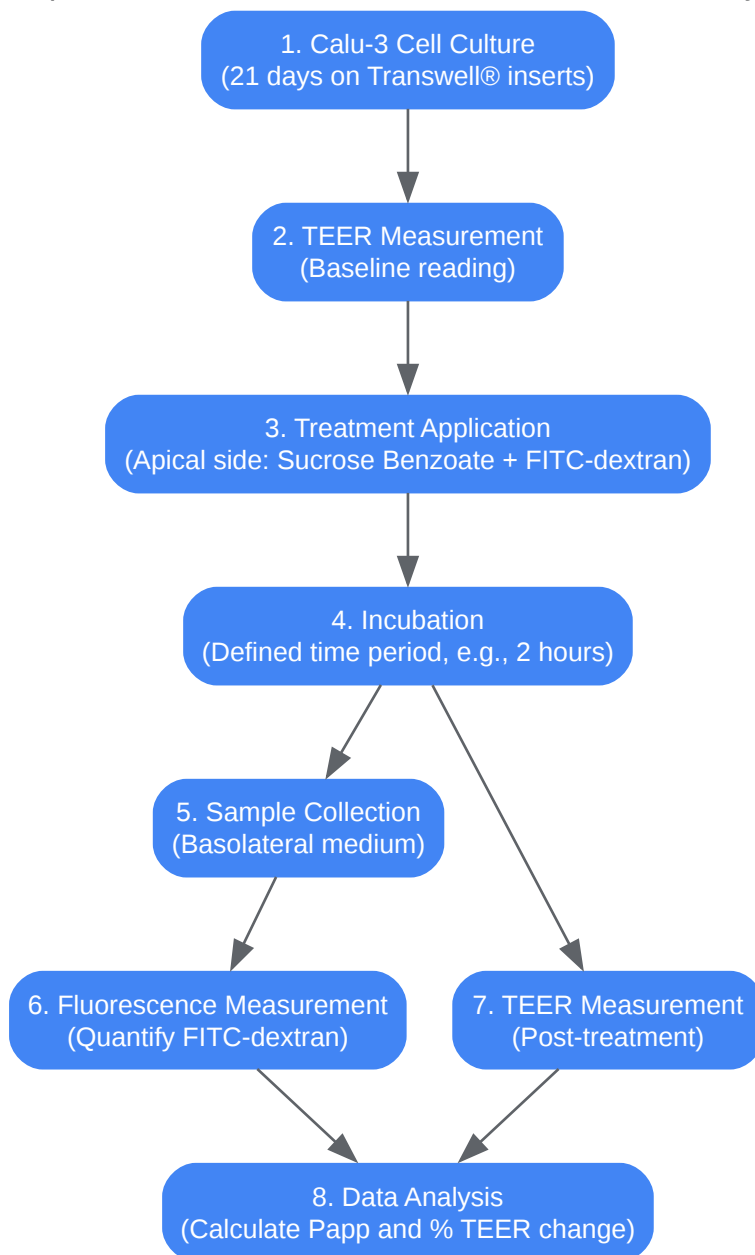 1. Calu-3 Cell Culture
(21 days on Transwell® inserts)
2. TEER Measurement
(Baseline reading)
3. Treatment Application
(Apical side: Sucrose Benzoate + FITC-dextran)
4. Incubation
(Defined time period, e.g., 2 hours)
5. Sample Collection
(Basolateral medium)
6. Fluorescence Measurement
(Quantify FITC-dextran)
7. TEER Measurement
(Post-treatment)
8. Data Analysis
(Calculate Papp and % TEER change)